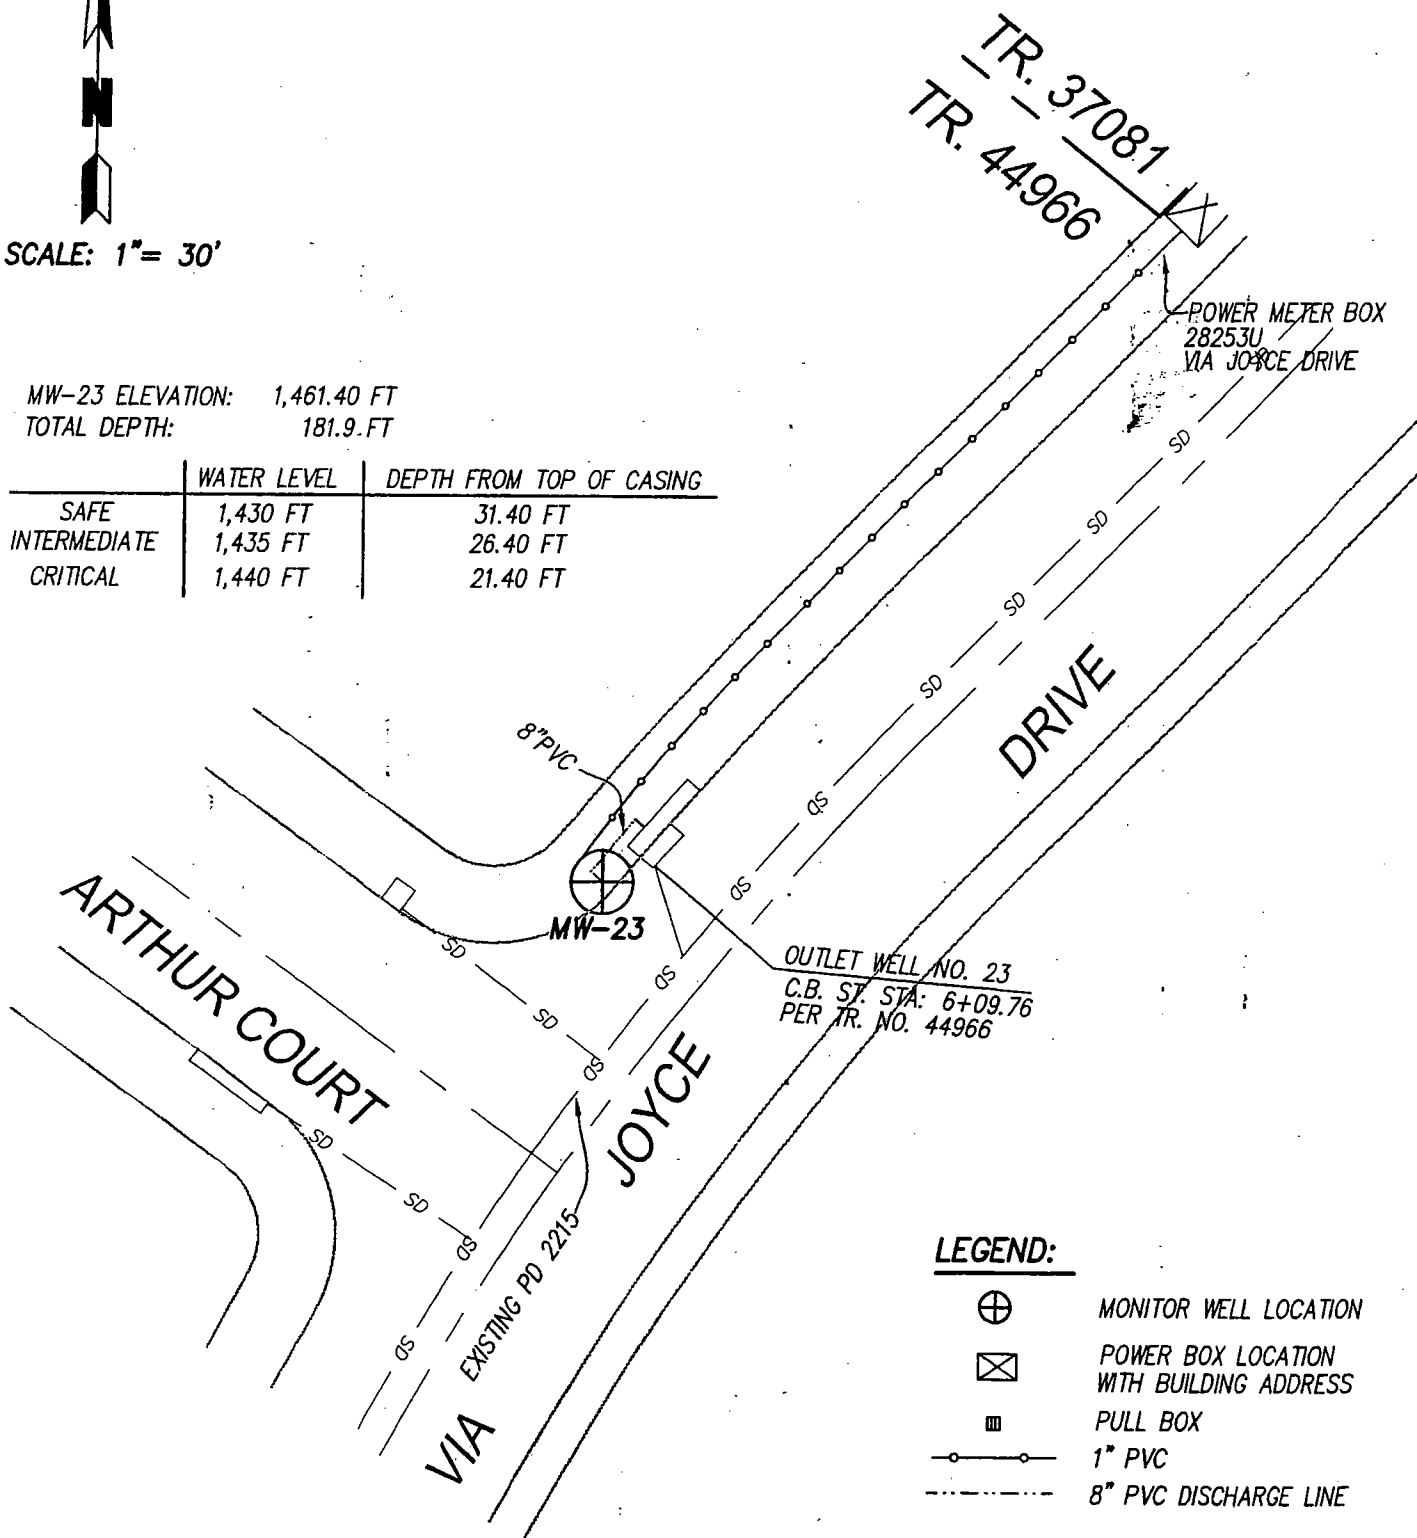 N
SCALE: 1"= 30'
TR. 37081
TR. 44966
POWER METER BOX
28253U
VIA JOYCE DRIVE
MW-23 ELEVATION: 1,461.40 FT
TOTAL DEPTH: 181.9 FT
WATER LEVEL DEPTH FROM TOP OF CASING
SAFE 1,430 FT 31.40 FT
INTERMEDIATE 1,435 FT 26.40 FT
CRITICAL 1,440 FT 21.40 FT
SD
SD
SD
SD
SD
SD
SD
SD
SD
SD
DRIVE
8"PVC
MW-23
ARTHUR COURT
SD
SD
SD
SD
OUTLET WELL NO. 23
C.B. ST. STA: 6+09.76
PER TR. NO. 44966
JOYCE
EXISTING PD 2215
VIA
LEGEND:
MONITOR WELL LOCATION
POWER BOX LOCATION
WITH BUILDING ADDRESS
PULL BOX
1" PVC
8" PVC DISCHARGE LINE